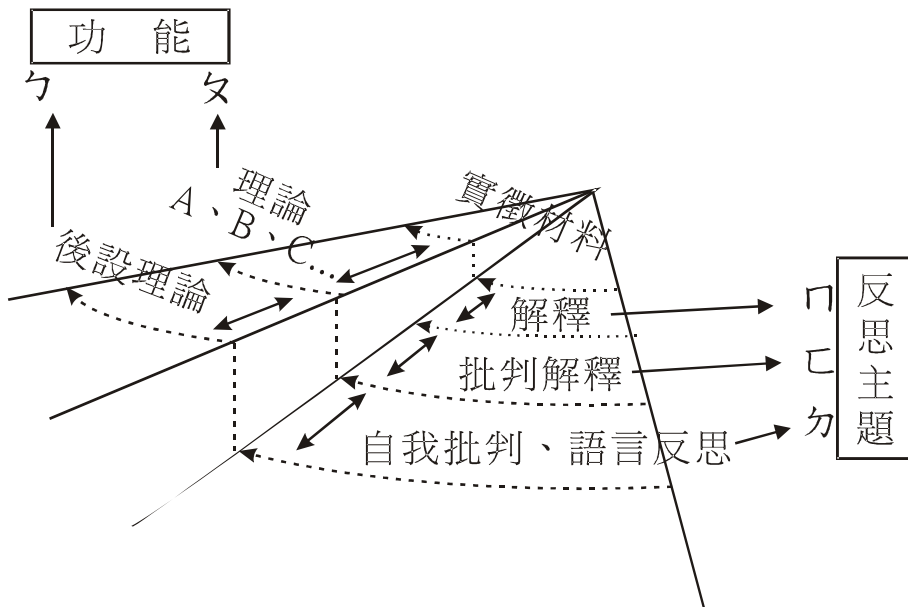 功 能
ㄅ ㄆ
理論
A、B、C...
後設理論
實徵材料
解釋
批判解釋
自我批判、語言反思
ㄇ
ㄈ
ㄉ
反思主題